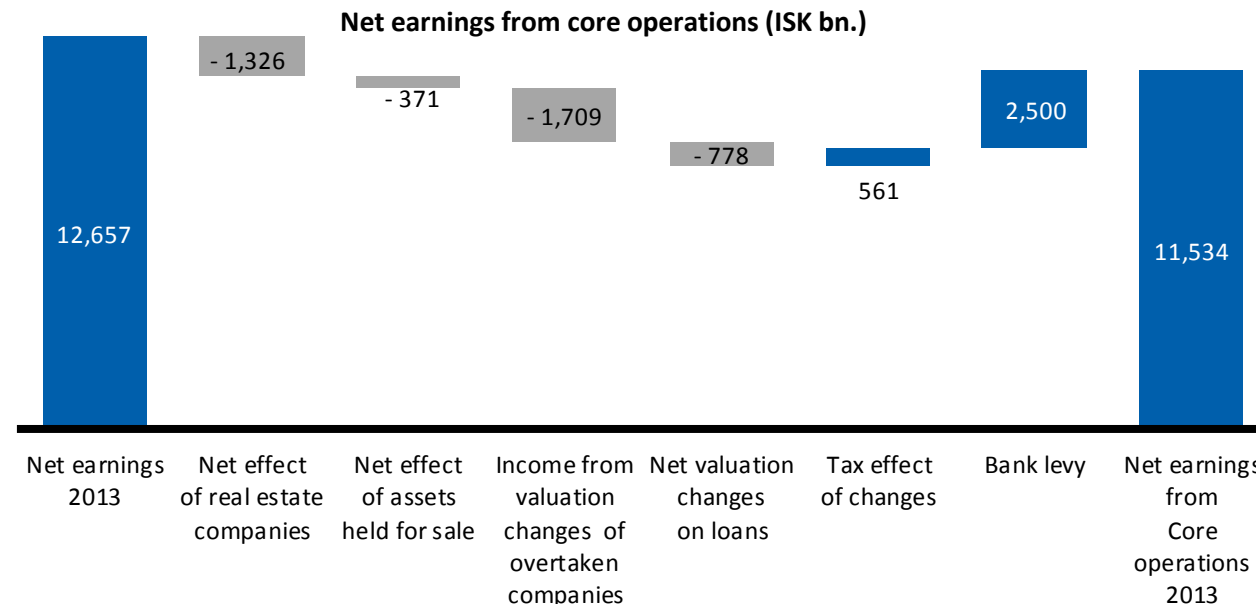 Net earnings from core operations (ISK bn.)
- 1,326
- 371
- 1,709
- 778
561
2,500
12,657
11,534
Net earnings
2013
Net effect
of real estate
companies
Net effect
of assets
held for sale
Income from
valuation
changes of
overtaken
companies
Net valuation
changes
on loans
Tax effect
of changes
Bank levy
Net earnings
from
Core
operations
2013